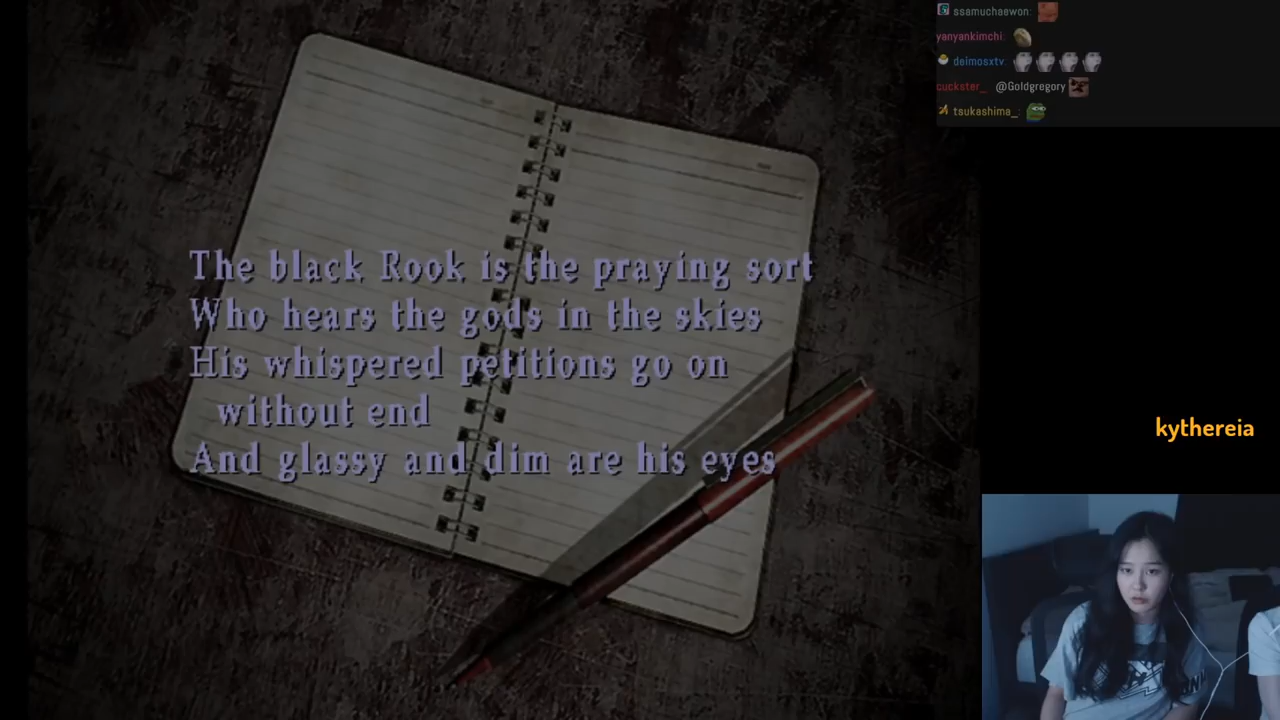 ssamuchaewon:
yanyankimchi:
deimosxtv:
cuckster_ @Goldgregory
tsukashima_:
The black Rook is the praying sort
Who hears the gods in the skies
His whispered petitions go on
without end
And glassy and dim are his eyes
kythereia